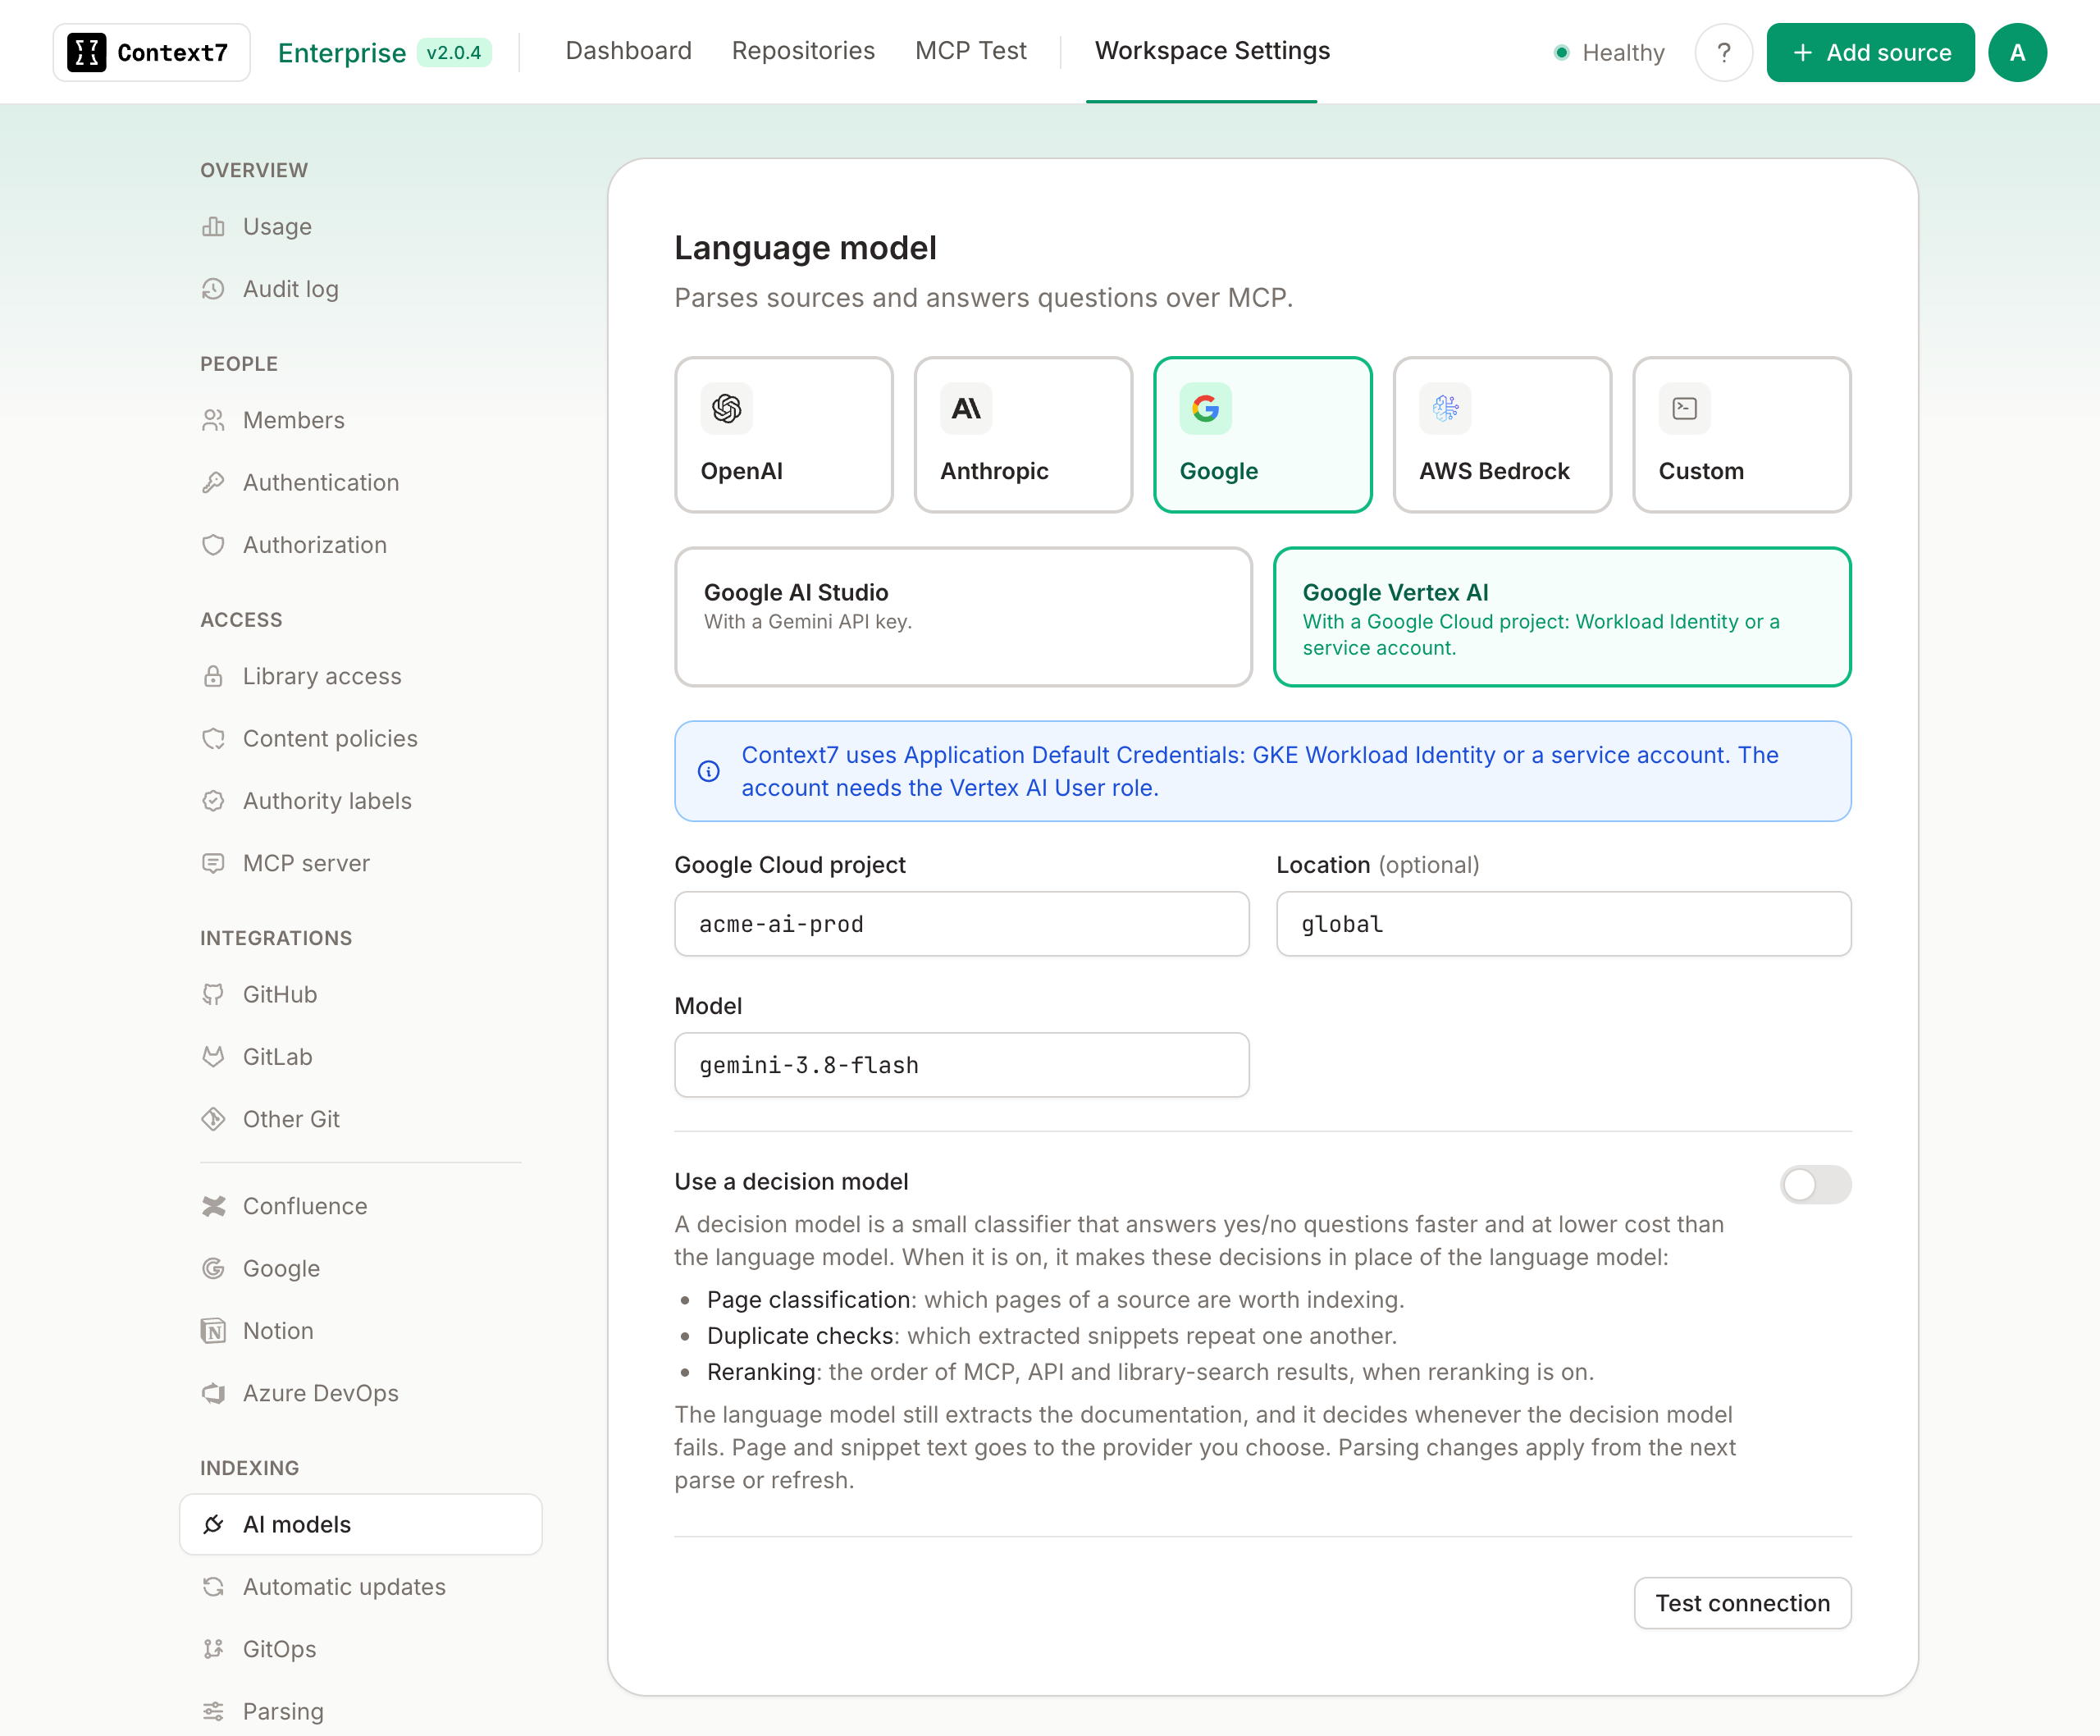 Context7
Enterprise v2.0.4
Dashboard
Repositories
MCP Test
Workspace Settings
Healthy
?
+ Add source
A
OVERVIEW
Usage
Audit log
PEOPLE
Members
Authentication
Authorization
ACCESS
Library access
Content policies
Authority labels
MCP server
INTEGRATIONS
GitHub
GitLab
Other Git
Confluence
Google
Notion
Azure DevOps
INDEXING
AI models
Automatic updates
GitOps
Parsing
Language model
Parses sources and answers questions over MCP.
OpenAI
Anthropic
Google
AWS Bedrock
Custom
Google AI Studio
With a Gemini API key.
Google Vertex AI
With a Google Cloud project: Workload Identity or a
service account.
Context7 uses Application Default Credentials: GKE Workload Identity or a service account. The
account needs the Vertex AI User role.
Google Cloud project
acme-ai-prod
Location (optional)
global
Model
gemini-3.8-flash
Use a decision model
A decision model is a small classifier that answers yes/no questions faster and at lower cost than
the language model. When it is on, it makes these decisions in place of the language model:
• Page classification: which pages of a source are worth indexing.
• Duplicate checks: which extracted snippets repeat one another.
• Reranking: the order of MCP, API and library-search results, when reranking is on.
The language model still extracts the documentation, and it decides whenever the decision model
fails. Page and snippet text goes to the provider you choose. Parsing changes apply from the next
parse or refresh.
Test connection